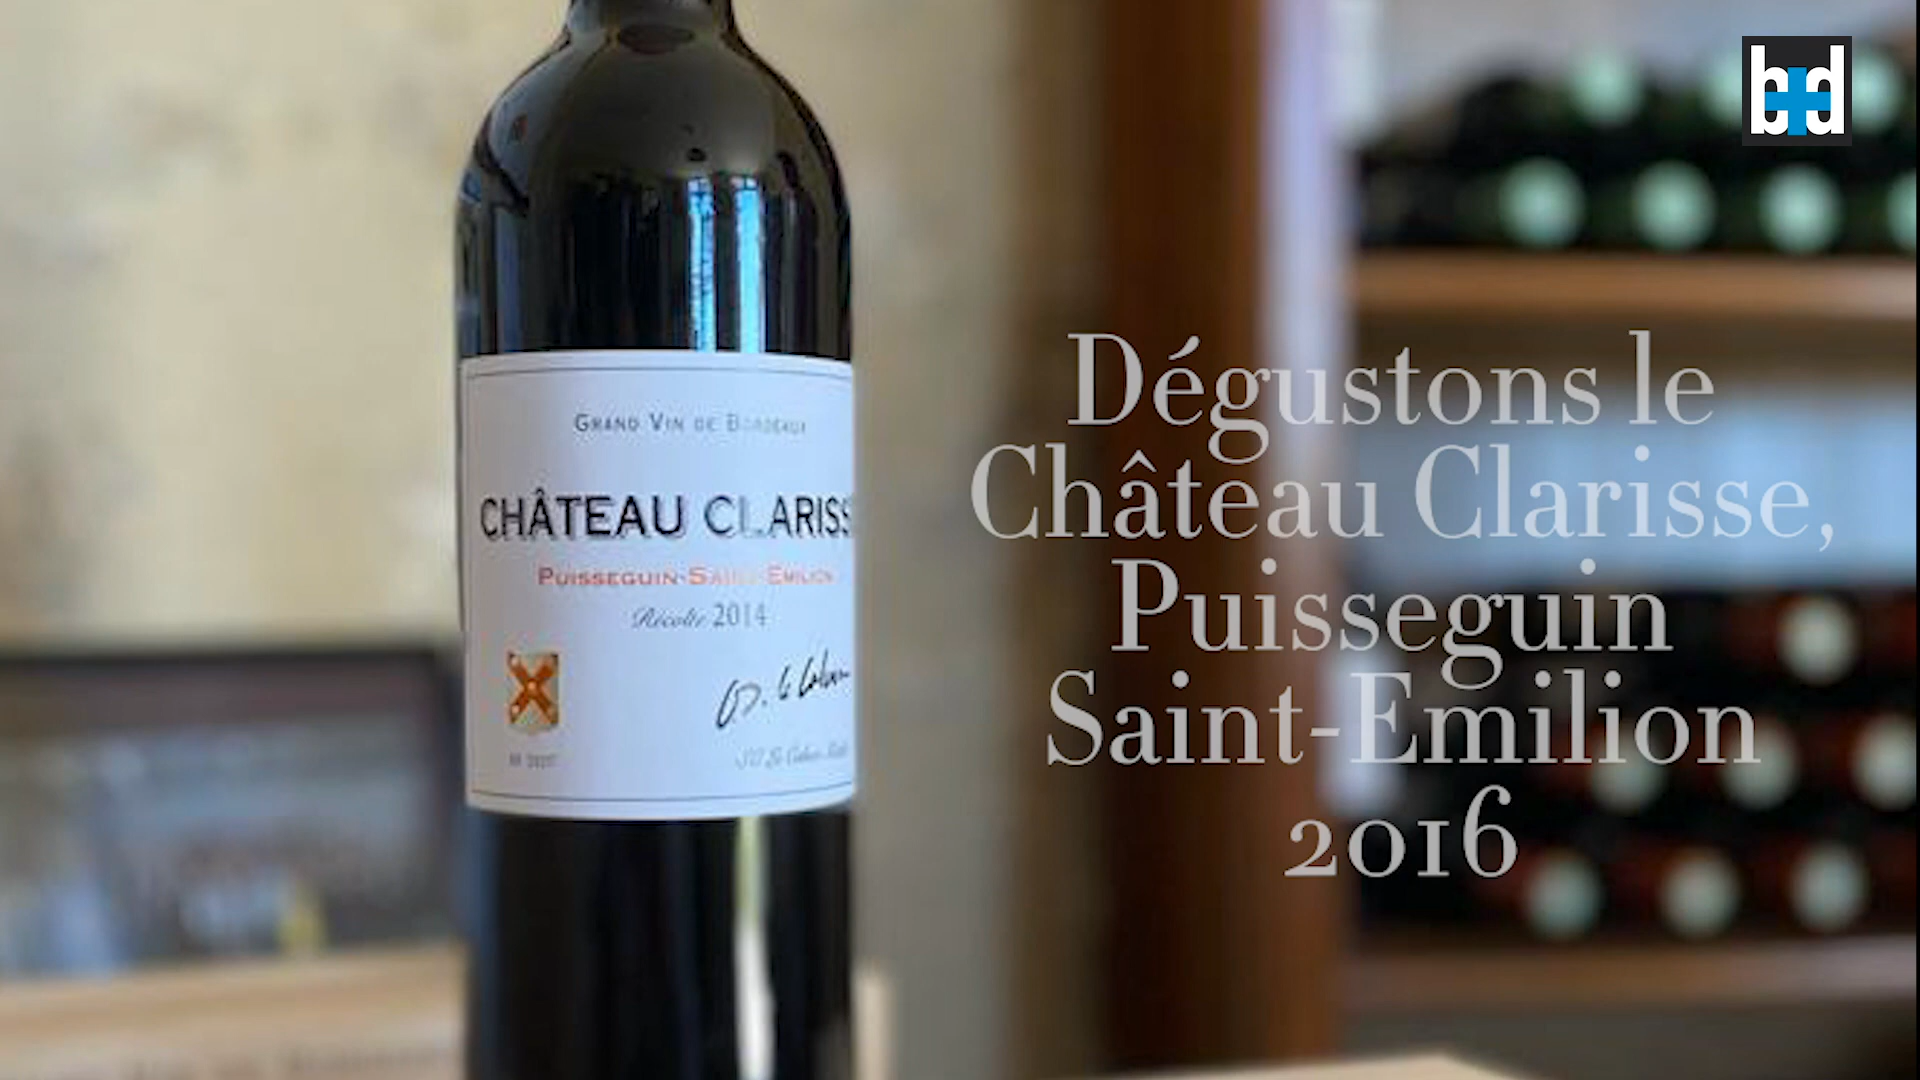 GRAND VIN DE BORDEAUX
CHÂTEAU CLARISS
PUISSEGUIN-SAINT-EMILION
Récolte 2014
b+d
Dégustons le
Château Clarisse,
Puisseguin
Saint-Emilion
2016